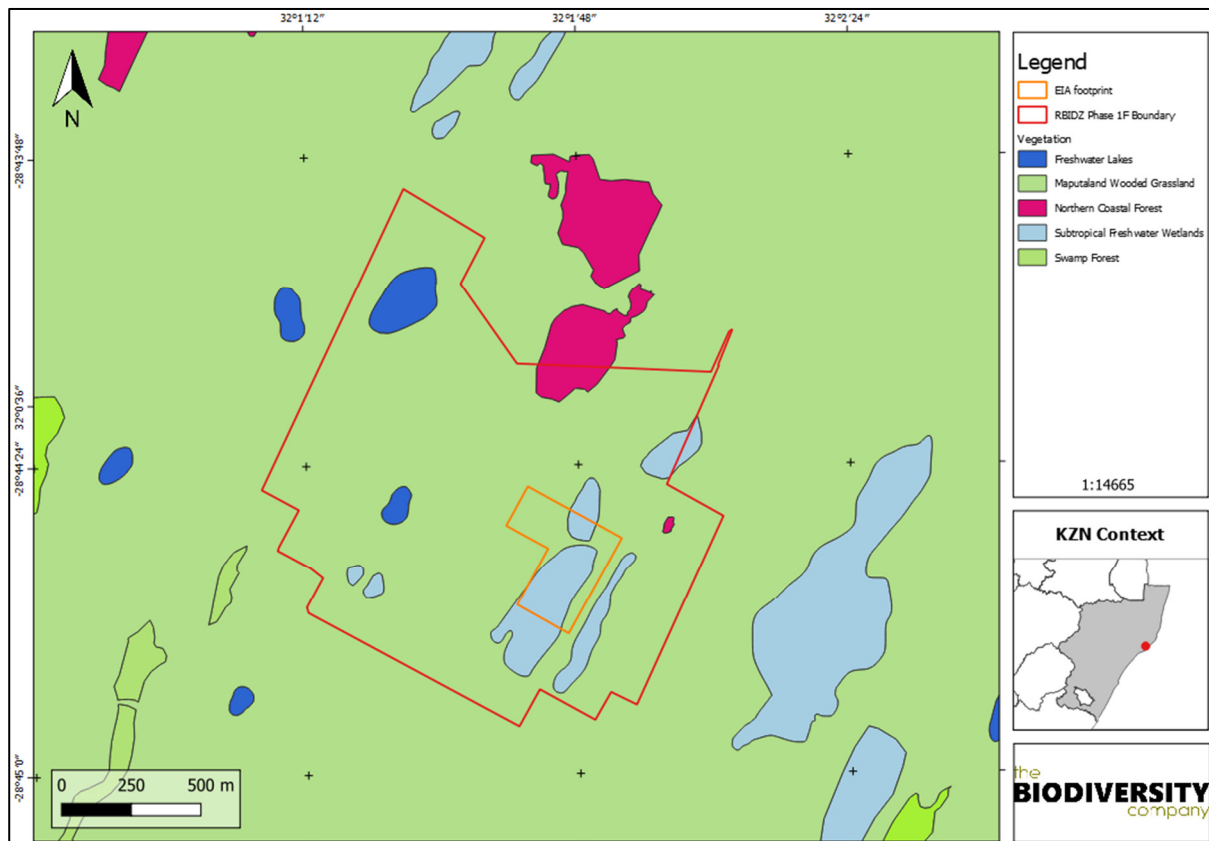 32°1′12″
32°1′48″
32°2′24″
N
-28°43′48″
32°0′36″
-28°44′24″
-28°45′0″
0 250 500 m
Legend
EIA footprint
RBIDZ Phase 1F Boundary
Vegetation
Freshwater Lakes
Maputaland Wooded Grassland
Northern Coastal Forest
Subtropical Freshwater Wetlands
Swamp Forest
1:14665
KZN Context
the
BIODIVERSITY
company